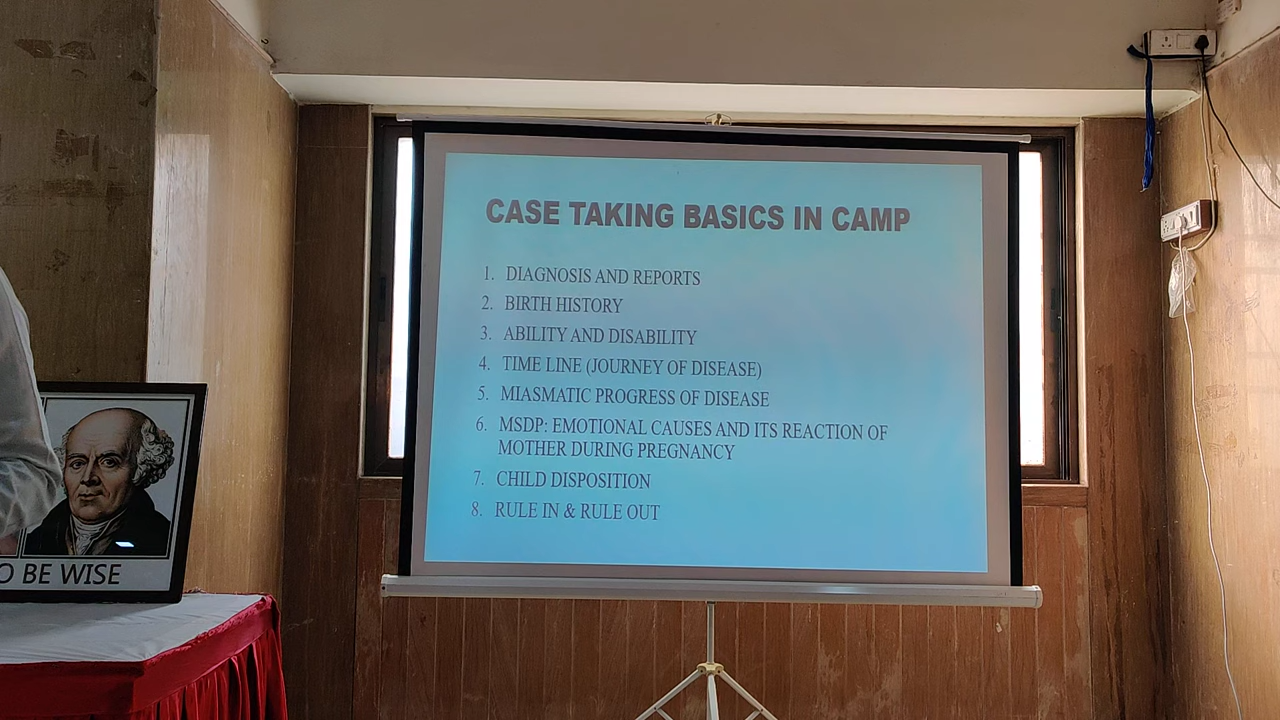 CASE TAKING BASICS IN CAMP
1. DIAGNOSIS AND REPORTS
2. BIRTH HISTORY
3. ABILITY AND DISABILITY
4. TIME LINE (JOURNEY OF DISEASE)
5. MIASMATIC PROGRESS OF DISEASE
6. MSDP: EMOTIONAL CAUSES AND ITS REACTION OF
MOTHER DURING PREGNANCY
7. CHILD DISPOSITION
8. RULE IN & RULE OUT
O BE WISE